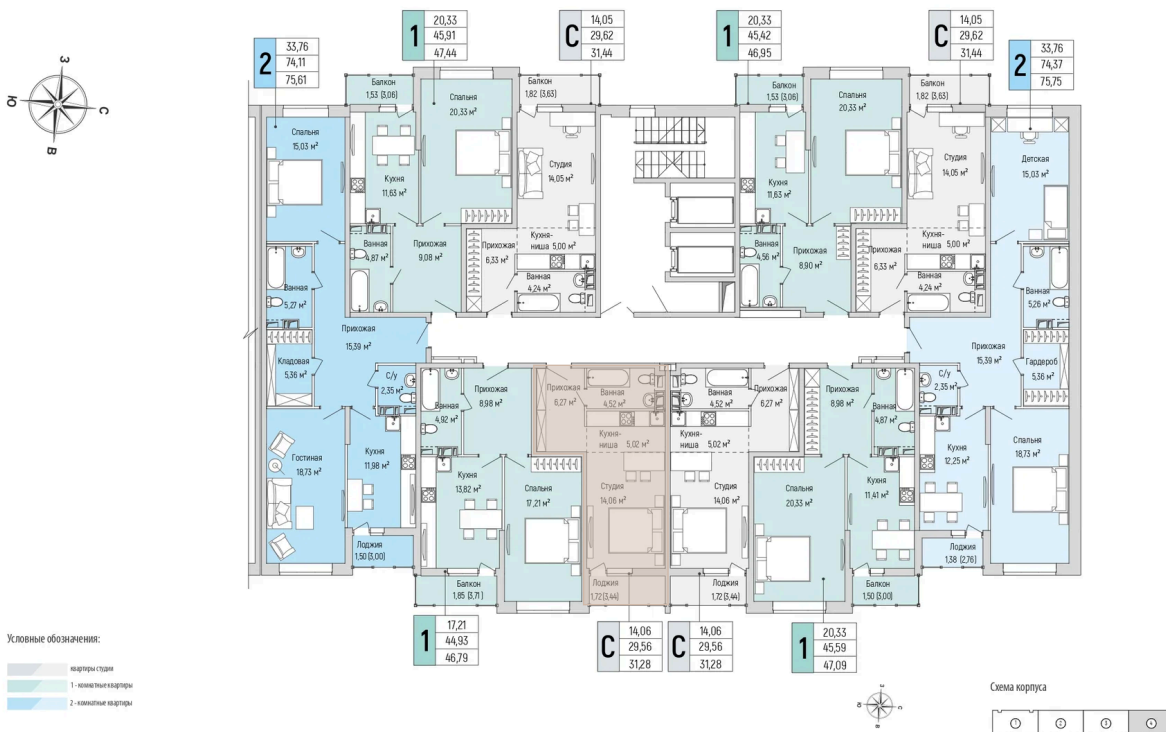 З
Ю
С
В
2
33,76
74,11
75,61
1
20,33
45,91
47,44
С
14,05
29,62
31,44
1
20,33
45,42
46,95
С
14,05
29,62
31,44
2
33,76
74,37
75,75
Балкон
1,53 (3,06)
Спальня
20,33 м²
Балкон
1,82 (3,63)
Балкон
1,53 (3,06)
Спальня
20,33 м²
Балкон
1,82 (3,63)
Спальня
15,03 м²
Кухня
11,63 м²
Студия
14,05 м²
Кухня
11,63 м²
Студия
14,05 м²
Детская
15,03 м²
Ванная
4,87 м²
Прихожая
9,08 м²
Прихожая
6,33 м²
Кухня-
ниша 5,00 м²
Ванная
4,24 м²
Ванная
4,56 м²
Прихожая
8,90 м²
Прихожая
6,33 м²
Кухня-
ниша 5,00 м²
Ванная
4,24 м²
Ванная
5,27 м²
Ванная
5,26 м²
Прихожая
15,39 м²
Прихожая
15,39 м²
Кладовая
5,36 м²
С/у
2,35 м²
Гардероб
5,36 м²
С/у
2,35 м²
Ванная
4,92 м²
Прихожая
8,98 м²
Прихожая
6,27 м²
Ванная
4,52 м²
Ванная
4,52 м²
Прихожая
6,27 м²
Прихожая
8,98 м²
Ванная
4,87 м²
Кухня-
ниша 5,02 м²
Кухня-
ниша 5,02 м²
Гостиная
18,73 м²
Кухня
11,98 м²
Кухня
13,82 м²
Спальня
17,21 м²
Студия
14,06 м²
Студия
14,06 м²
Спальня
20,33 м²
Кухня
11,41 м²
Кухня
12,25 м²
Спальня
18,73 м²
Лоджия
1,50 (3,00)
Балкон
1,85 (3,71)
Лоджия
1,72 (3,44)
Лоджия
1,72 (3,44)
Балкон
1,50 (3,00)
Лоджия
1,38 (2,76)
1
17,21
44,93
46,79
С
14,06
29,56
31,28
С
14,06
29,56
31,28
1
20,33
45,59
47,09
Условные обозначения:
квартиры студии
1 - комнатные квартиры
2 - комнатные квартиры
З
Ю
С
В
Схема корпуса
1
2
3
4